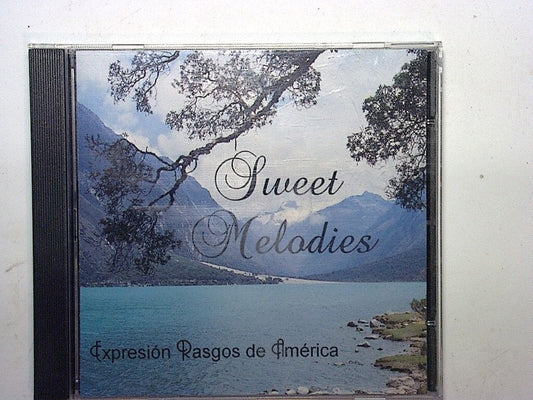 Sweet
Melodies
Expresión Rasgos de América